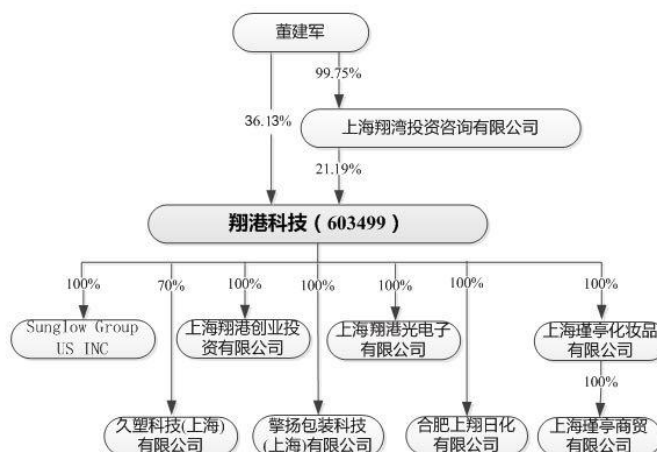 董建军
99.75%
36.13%
上海翔湾投资咨询有限公司
21.19%
翔港科技（603499）
100%
70%
100%
100%
100%
100%
100%
Sunglow Group
US INC
上海翔港创业投
资有限公司
上海翔港光电子
有限公司
上海瑾亭化妆品
有限公司
100%
久塑科技(上海)
有限公司
擎扬包装科技
(上海)有限公司
合肥上翔日化
有限公司
上海瑾亭商贸
有限公司